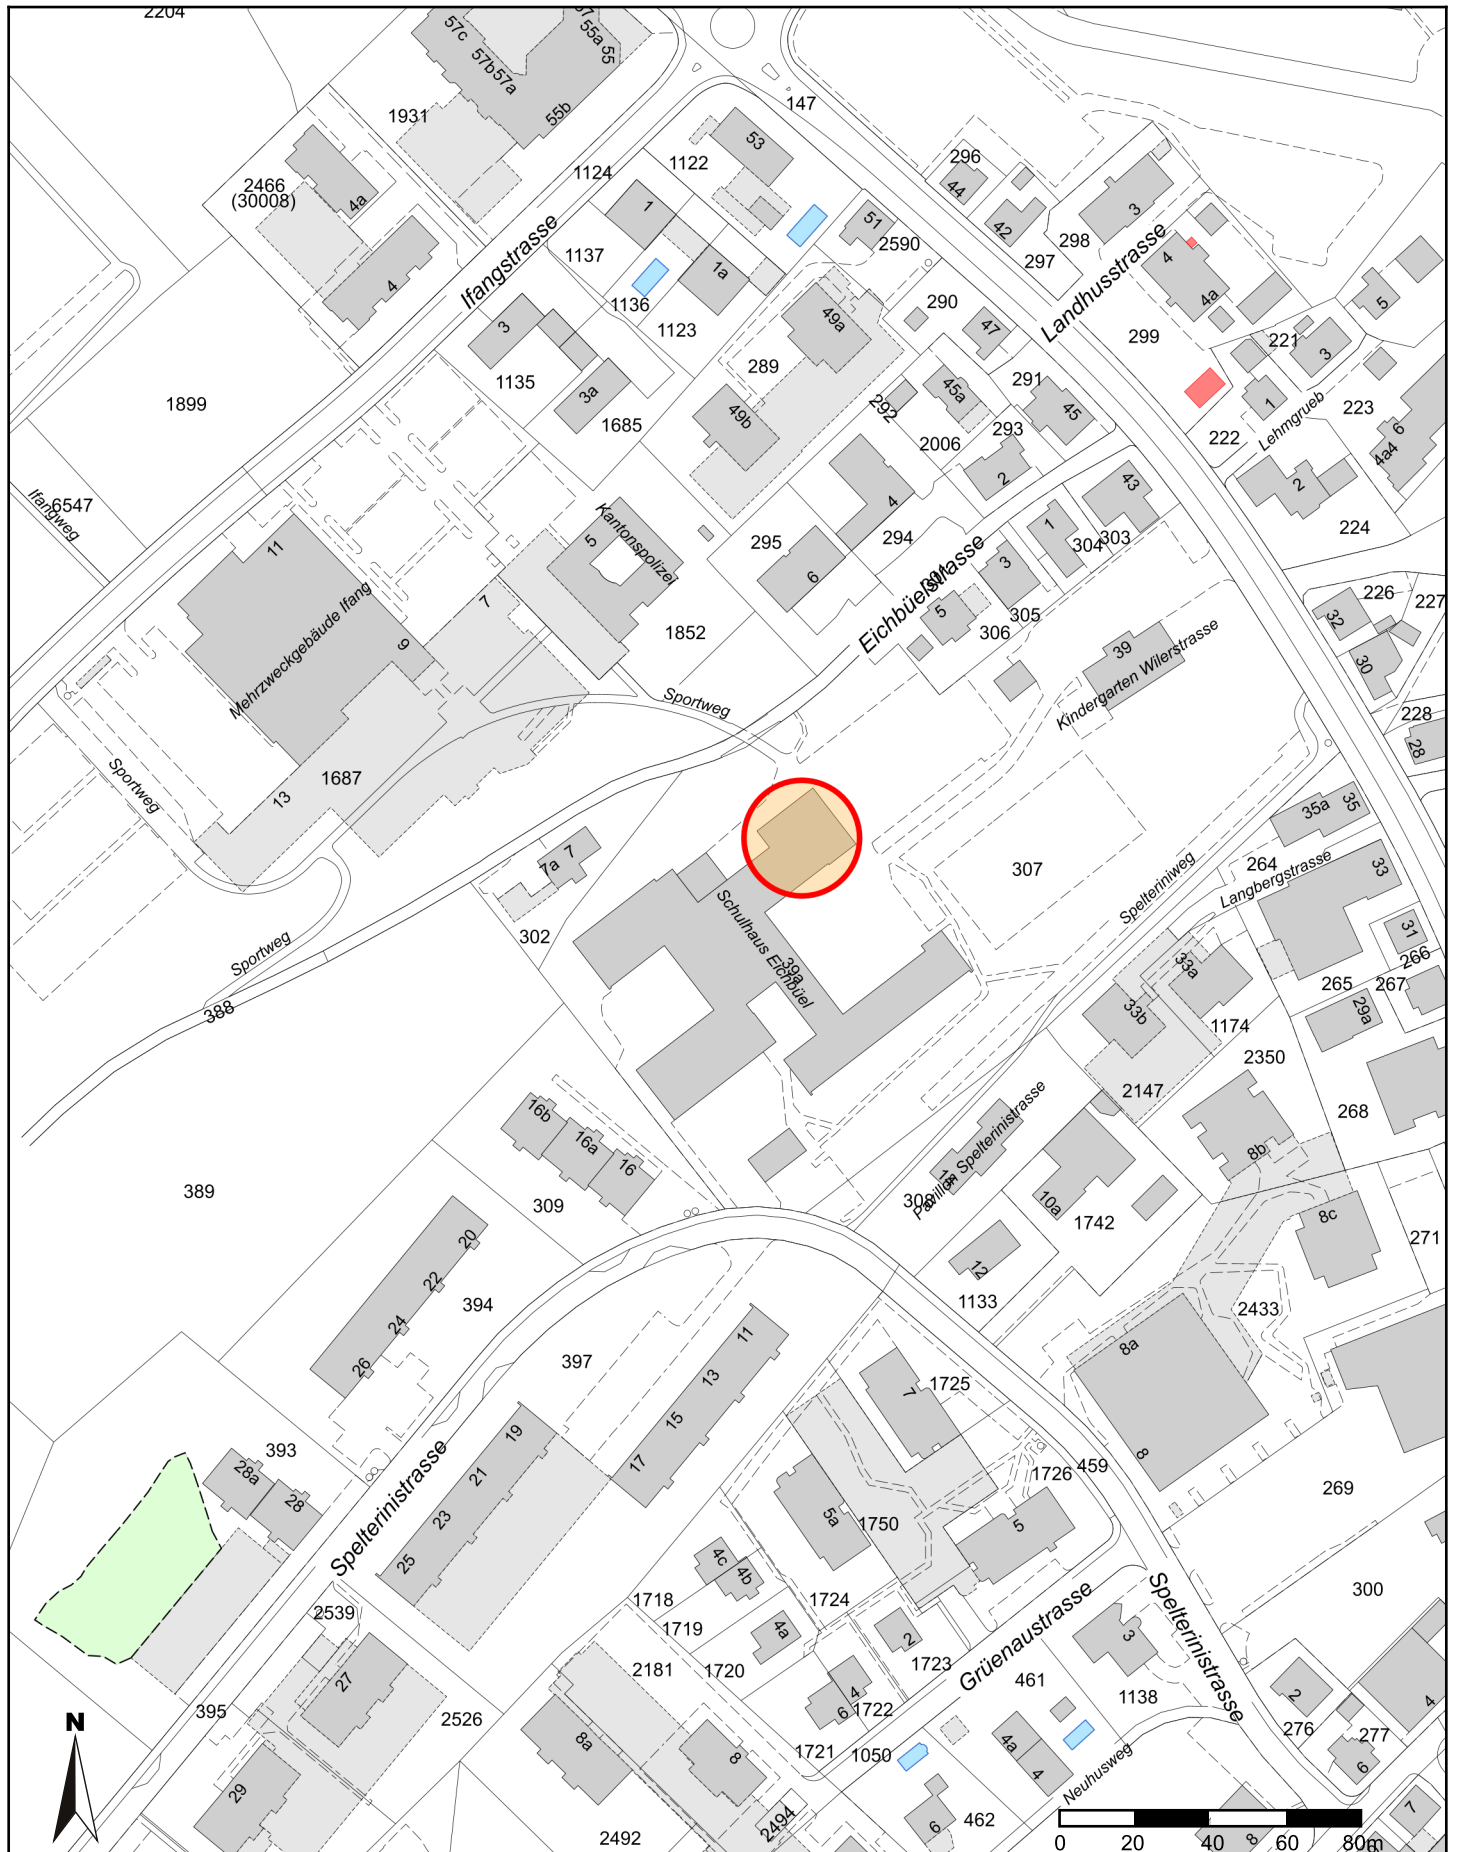 2204
57c
57b
57a
57
55a
55
55b
1931
147
53
1122
1124
296
44
2466
(30008)
4a
4
1
1137
1a
1136
1123
Ifangstrasse
51
2590
42
297
298
3
Landhusstrasse
4
4a
299
5
290
47
49a
289
49b
3
1135
3a
1685
1899
292
45a
291
45
2006
293
2
221
3
1
222
Lehmgrueb
223
6
4a4
2
224
6547
Ifangweg
11
Mehrzweckgebäude Ifang
9
7
5
Kantonspolizei
295
6
4
294
43
1
304
303
3
305
Eichbüelstrasse
5
306
1852
226
227
32
30
228
28
39
Kindergarten Wilerstrasse
Sportweg
Sportweg
1687
13
7a
7
302
Sportweg
388
Schulhaus Eichbüel
39a
307
Spelteriniweg
35a
35
264
Langbergstrasse
33
31
266
265
267
29a
33a
33b
1174
2147
2350
268
16b
16a
16
309
389
308
Pavillon Spelterinistrasse
10a
1742
8b
8c
271
12
1133
2433
20
22
24
26
394
397
11
13
15
17
19
21
23
25
8a
8
7
1725
1726
459
269
393
28a
28
Spelterinistrasse
5a
1750
5
4c
4b
1718
1719
1720
4a
1724
2
1723
Grüenaustrasse
Spelterinistrasse
300
2539
27
395
2526
2181
4
6
1722
1721
1050
461
3
1138
2
276
277
6
4
8a
8
29
2494
2492
4a
4
Neuhusweg
6
462
8
7
N
0 20 40 60 80m